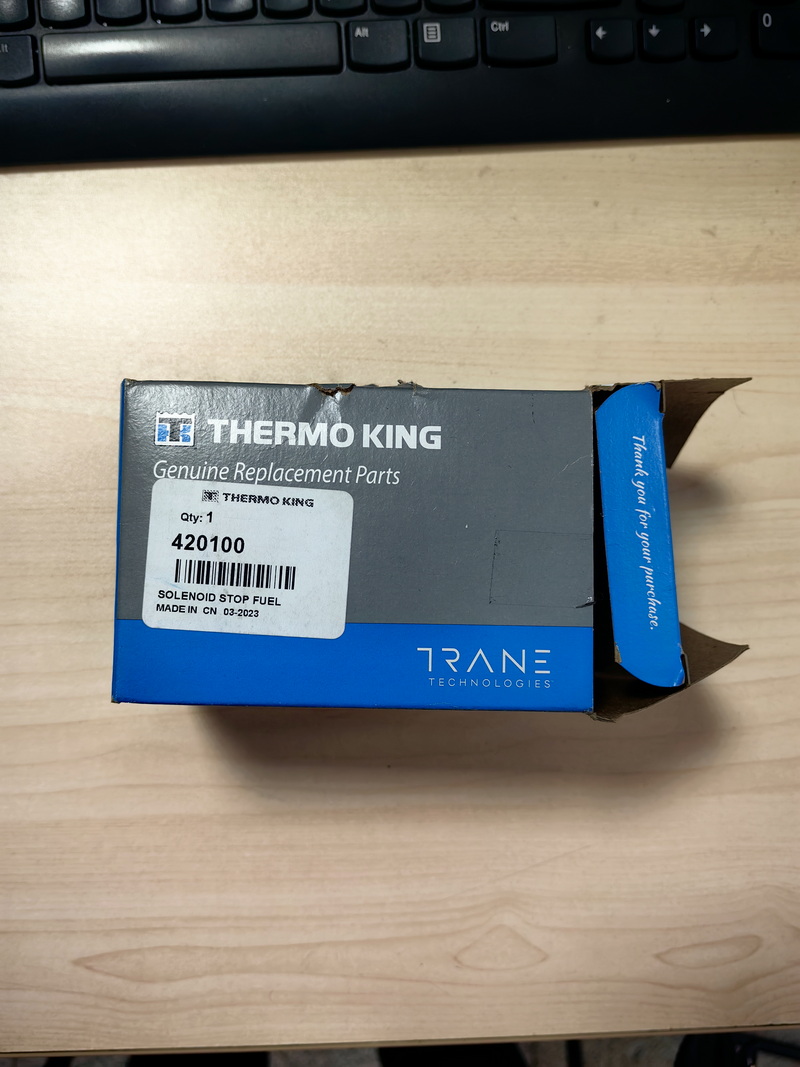 Alt
Ctrl
0
THERMO KING
Genuine Replacement Parts
THERMO KING
Qty: 1
420100
SOLENOID STOP FUEL
MADE IN CN 03-2023
TRANE
TECHNOLOGIES
Thank you for your purchase.